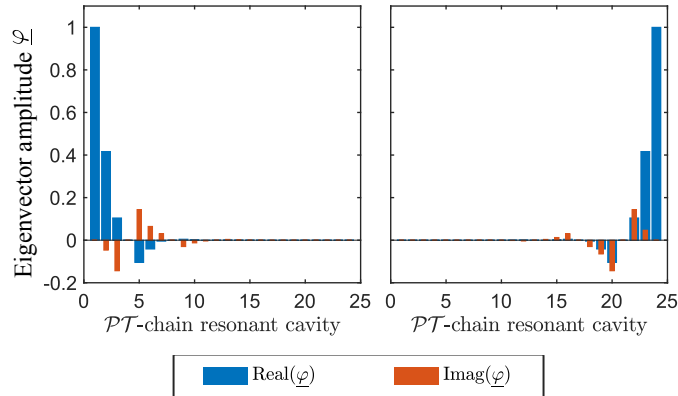 Eigenvector amplitude φ
1
0.8
0.6
0.4
0.2
0
-0.2
0 5 10 15 20 25
0 5 10 15 20 25
𝒫𝒯-chain resonant cavity
𝒫𝒯-chain resonant cavity
Real(φ) Imag(φ)